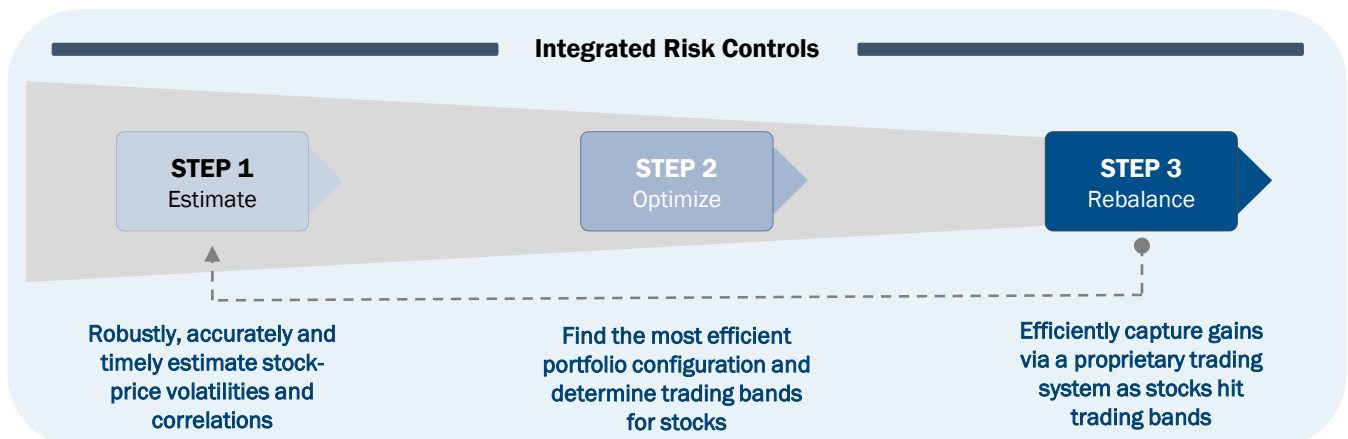 Integrated Risk Controls
STEP 1
Estimate
STEP 2
Optimize
STEP 3
Rebalance
Robustly, accurately and
timely estimate stock-
price volatilities and
correlations
Find the most efficient
portfolio configuration and
determine trading bands
for stocks
Efficiently capture gains
via a proprietary trading
system as stocks hit
trading bands